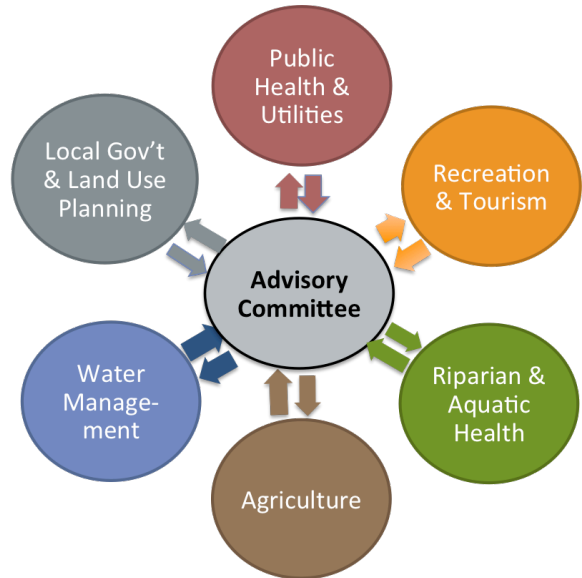 Public
Health &
Utilities
Local Gov't
& Land Use
Planning
Recreation
& Tourism
Advisory
Committee
Water
Manage-
ment
Riparian &
Aquatic
Health
Agriculture